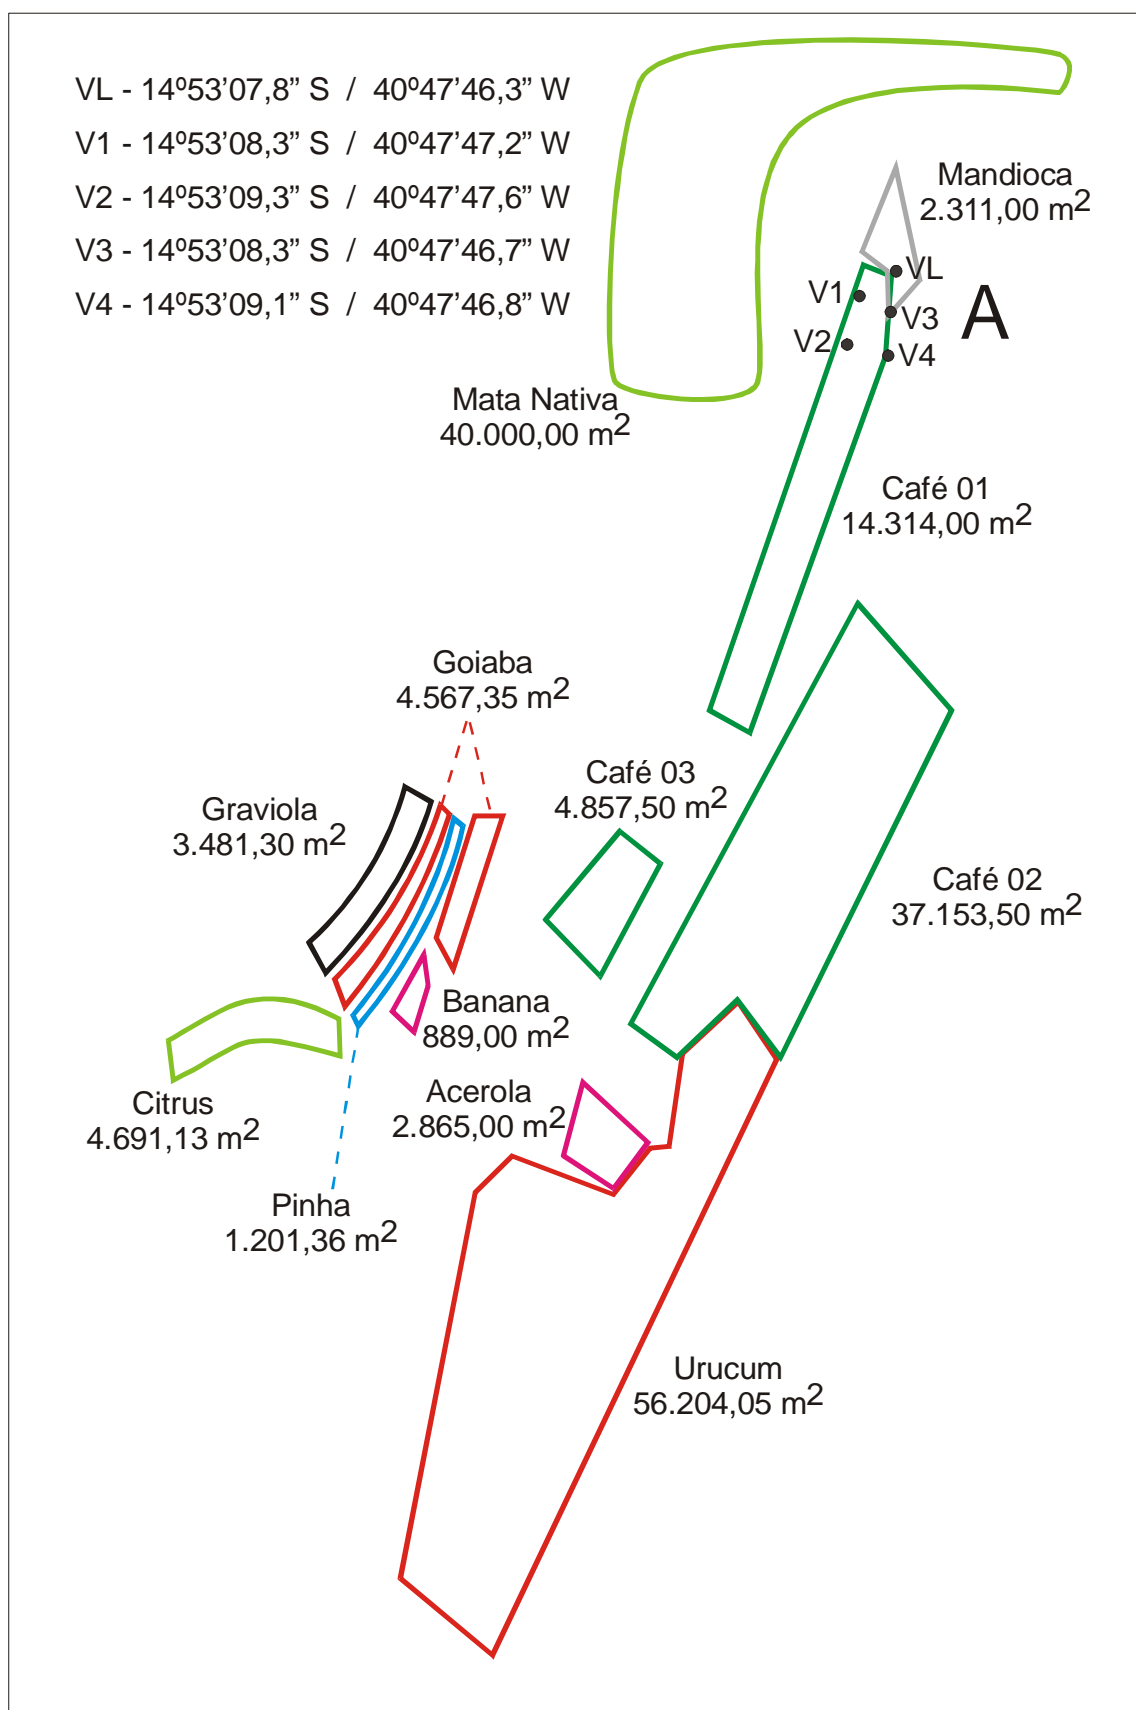 VL - 14º53’07,8” S / 40º47’46,3” W
V1 - 14º53’08,3” S / 40º47’47,2” W
V2 - 14º53’09,3” S / 40º47’47,6” W
V3 - 14º53’08,3” S / 40º47’46,7” W
V4 - 14º53’09,1” S / 40º47’46,8” W
Mandioca
2.311,00 m²
VL
V1
V3
A
V2
V4
Mata Nativa
40.000,00 m²
Café 01
14.314,00 m²
Goiaba
4.567,35 m²
Café 03
4.857,50 m²
Graviola
3.481,30 m²
Café 02
37.153,50 m²
Banana
889,00 m²
Acerola
2.865,00 m²
Citrus
4.691,13 m²
Pinha
1.201,36 m²
Urucum
56.204,05 m²